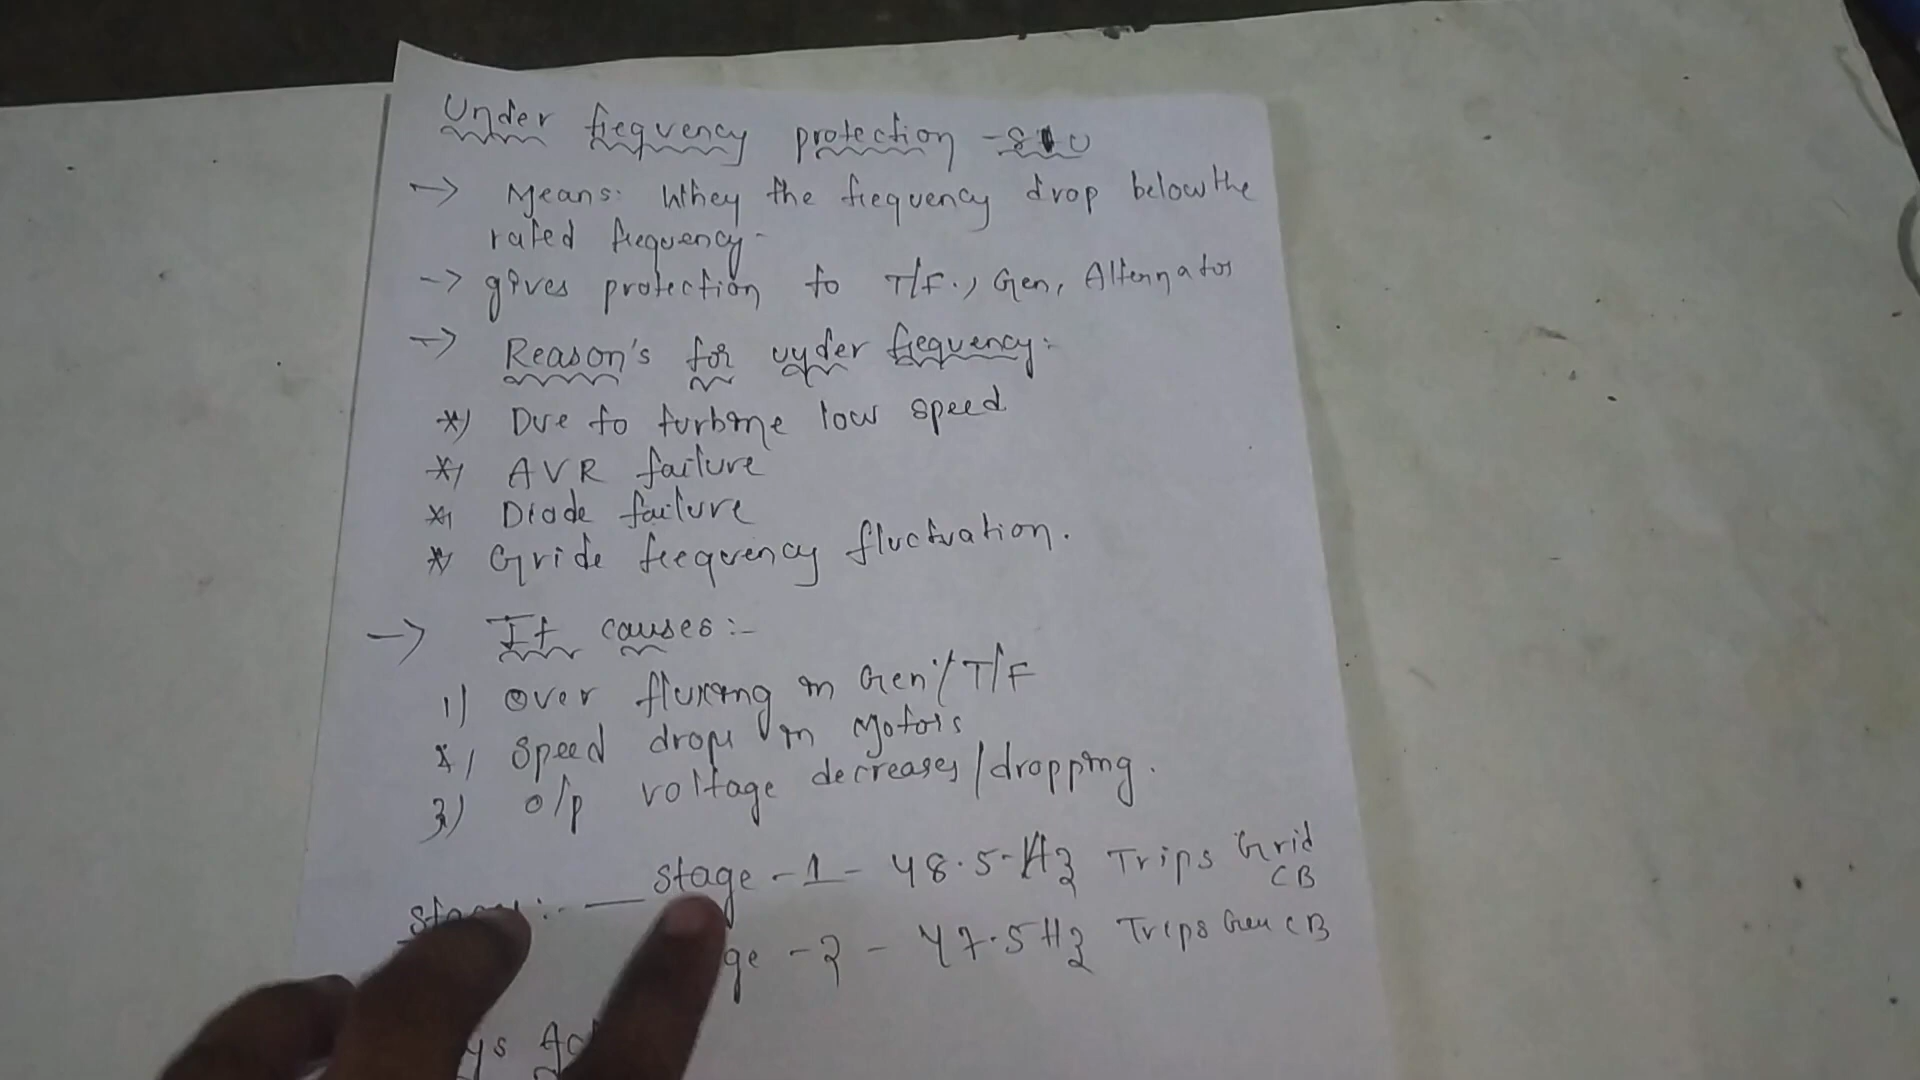 Under frequency protection - 81U
-> Means: When the frequency drop below the
rated frequency-
-> gives protection to T/F., Gen, Alternator
-> Reason's for under frequency:-
*) Due to turbine low speed
*) AVR failure
*) Diode failure
* Gride frequency fluctuation.
-> It causes :-
1) Over fluxing in Gen/T/F
2) Speed drops in Motors
3) o/p voltage decreases/dropping.
stage - 1 - 48.5-Hz Trips Grid CB
ge - 2 - 47.5Hz Trips Gen CB